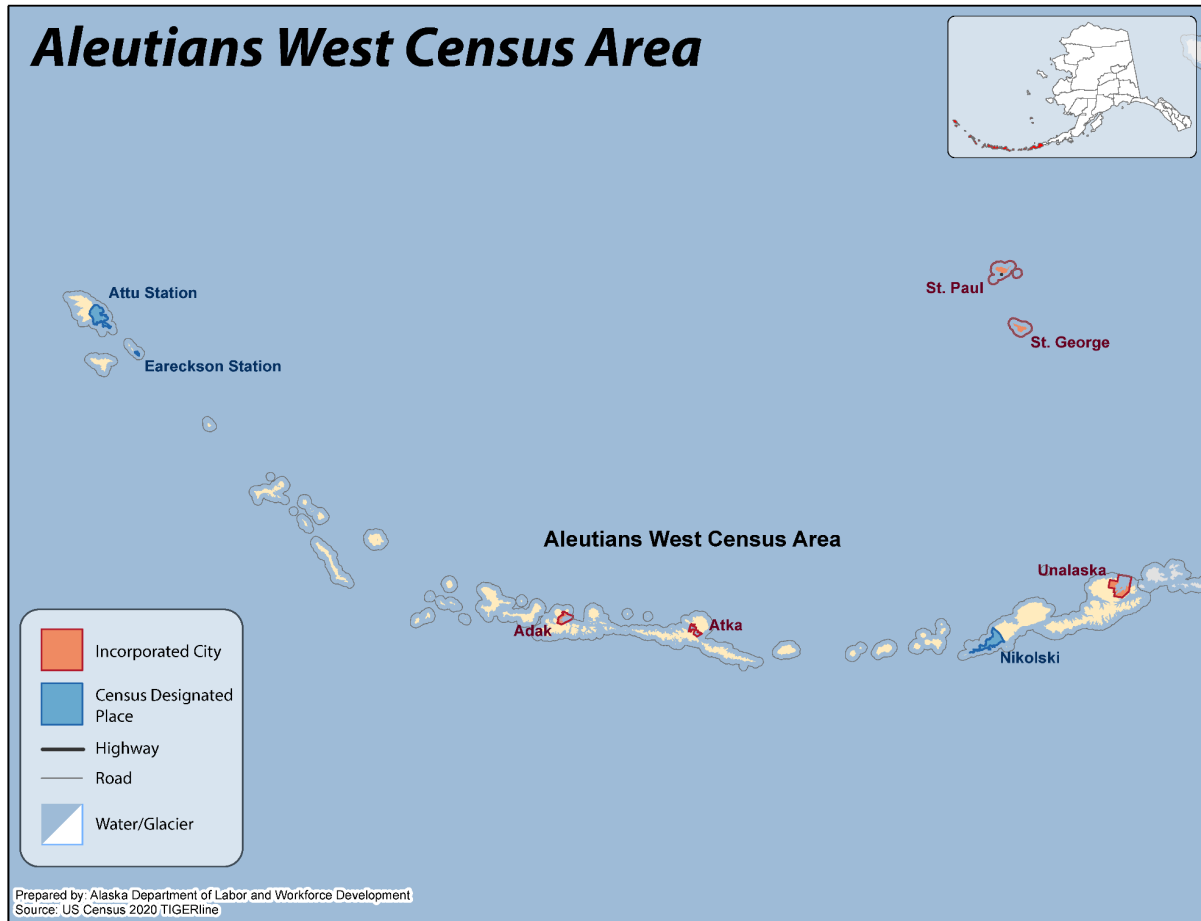 Aleutians West Census Area
Attu Station
Eareckson Station
St. Paul
St. George
Aleutians West Census Area
Unalaska
Adak
Atka
Nikolski
Incorporated City
Census Designated
Place
Highway
Road
Water/Glacier
Prepared by: Alaska Department of Labor and Workforce Development
Source: US Census 2020 TIGERline